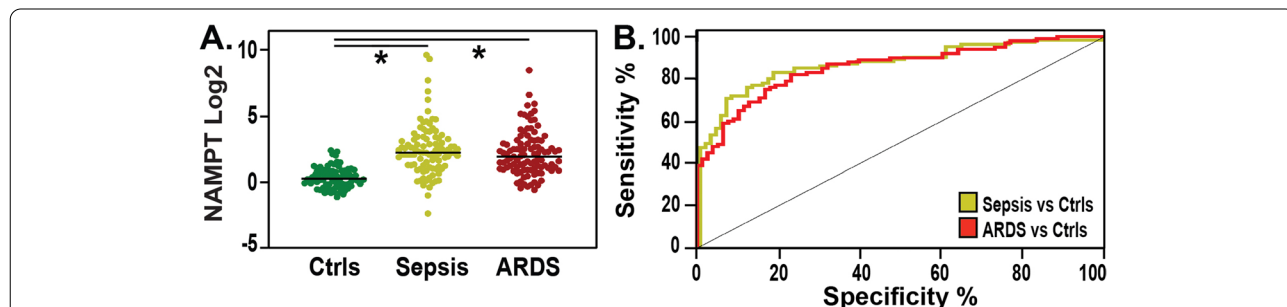 A.
NAMPT Log2
10
5
0
-5
*
*
Ctrls Sepsis ARDS
B.
Sensitivity %
100
80
60
40
20
0
Sepsis vs Ctrls
ARDS vs Ctrls
0 20 40 60 80 100
Specificity %